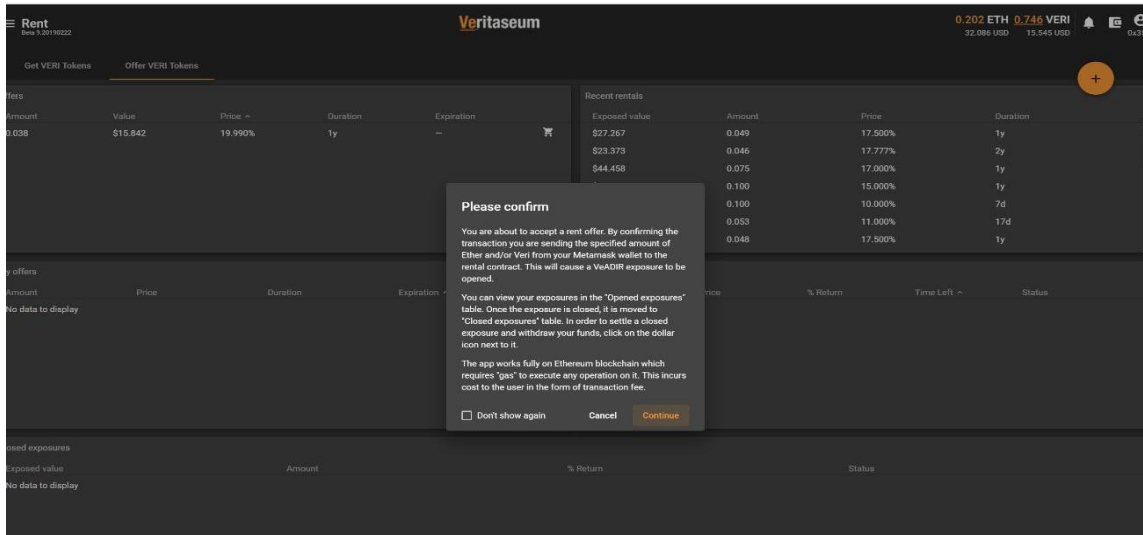 Rent
Beta 9.20190222
Veritaseum
0.202 ETH 0.746 VERI
32.086 USD 15.545 USD
Get VERI Tokens Offer VERI Tokens
ffers
Amount Value Price Duration Expiration
0.038 $15.842 19.990% 1y –
Recent rentals
Exposed value Amount Price Duration
$27.267 0.049 17.500% 1y
$23.373 0.046 17.777% 2y
$44.458 0.075 17.000% 1y
0.100 15.000% 1y
0.100 10.000% 7d
0.053 11.000% 17d
0.048 17.500% 1y
y offers
Amount Price Duration Expiration
No data to display
rice % Return Time Left Status
Please confirm
You are about to accept a rent offer. By confirming the
transaction you are sending the specified amount of
Ether and/or Veri from your Metamask wallet to the
rental contract. This will cause a VeADIR exposure to be
opened.
You can view your exposures in the "Opened exposures"
table. Once the exposure is closed, it is moved to
"Closed exposures" table. In order to settle a closed
exposure and withdraw your funds, click on the dollar
icon next to it.
The app works fully on Ethereum blockchain which
requires "gas" to execute any operation on it. This incurs
cost to the user in the form of transaction fee.
Don't show again Cancel Continue
osed exposures
Exposed value Amount % Return Status
No data to display